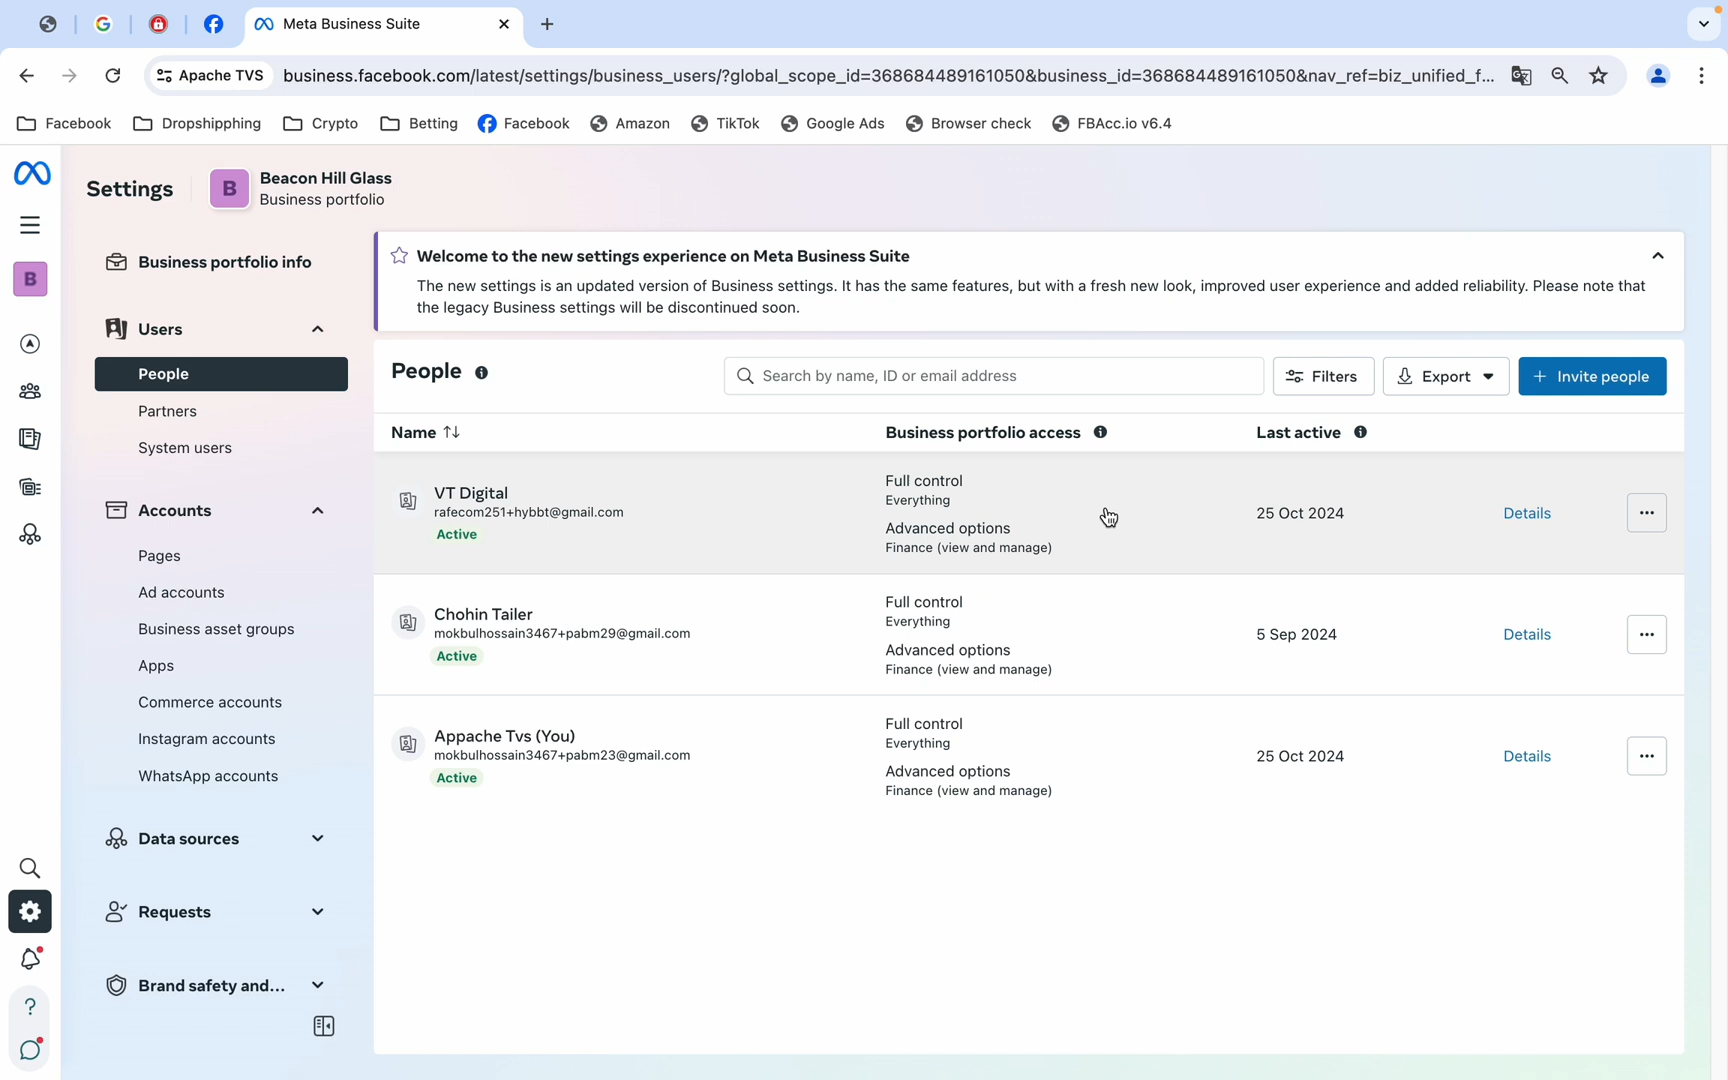 Meta Business Suite
Apache TVS
business.facebook.com/latest/settings/business_users/?global_scope_id=368684489161050&business_id=368684489161050&nav_ref=biz_unified_f...
Facebook
Dropshipphing
Crypto
Betting
Facebook
Amazon
TikTok
Google Ads
Browser check
FBAcc.io v6.4
Settings
B
Beacon Hill Glass
Business portfolio
B
Business portfolio info
Users
People
Partners
System users
Accounts
Pages
Ad accounts
Business asset groups
Apps
Commerce accounts
Instagram accounts
WhatsApp accounts
Data sources
Requests
Brand safety and...
Welcome to the new settings experience on Meta Business Suite
The new settings is an updated version of Business settings. It has the same features, but with a fresh new look, improved user experience and added reliability. Please note that
the legacy Business settings will be discontinued soon.
People
Search by name, ID or email address
Filters
Export
+ Invite people
Name
Business portfolio access
Last active
VT Digital
rafecom251+hybbt@gmail.com
Active
Full control
Everything
Advanced options
Finance (view and manage)
25 Oct 2024
Details
Chohin Tailer
mokbulhossain3467+pabm29@gmail.com
Active
Full control
Everything
Advanced options
Finance (view and manage)
5 Sep 2024
Details
Appache Tvs (You)
mokbulhossain3467+pabm23@gmail.com
Active
Full control
Everything
Advanced options
Finance (view and manage)
25 Oct 2024
Details